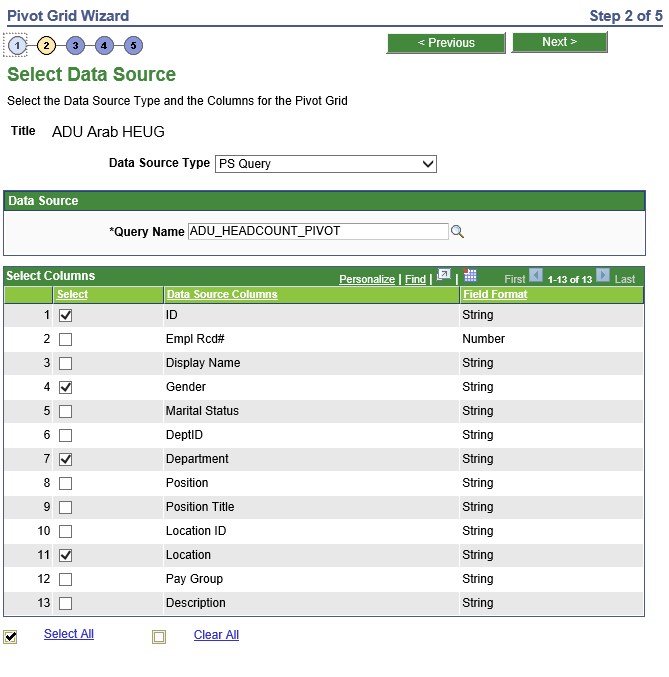 Pivot Grid Wizard Step 2 of 5
1 2 3 4 5 < Previous Next >
Select Data Source
Select the Data Source Type and the Columns for the Pivot Grid
Title ADU Arab HEUG
Data Source Type PS Query
Data Source
*Query Name ADU_HEADCOUNT_PIVOT
Select Columns Personalize | Find | | First 1-13 of 13 Last
Select Data Source Columns Field Format
1 ID String
2 Empl Rcd# Number
3 Display Name String
4 Gender String
5 Marital Status String
6 DeptID String
7 Department String
8 Position String
9 Position Title String
10 Location ID String
11 Location String
12 Pay Group String
13 Description String
Select All Clear All